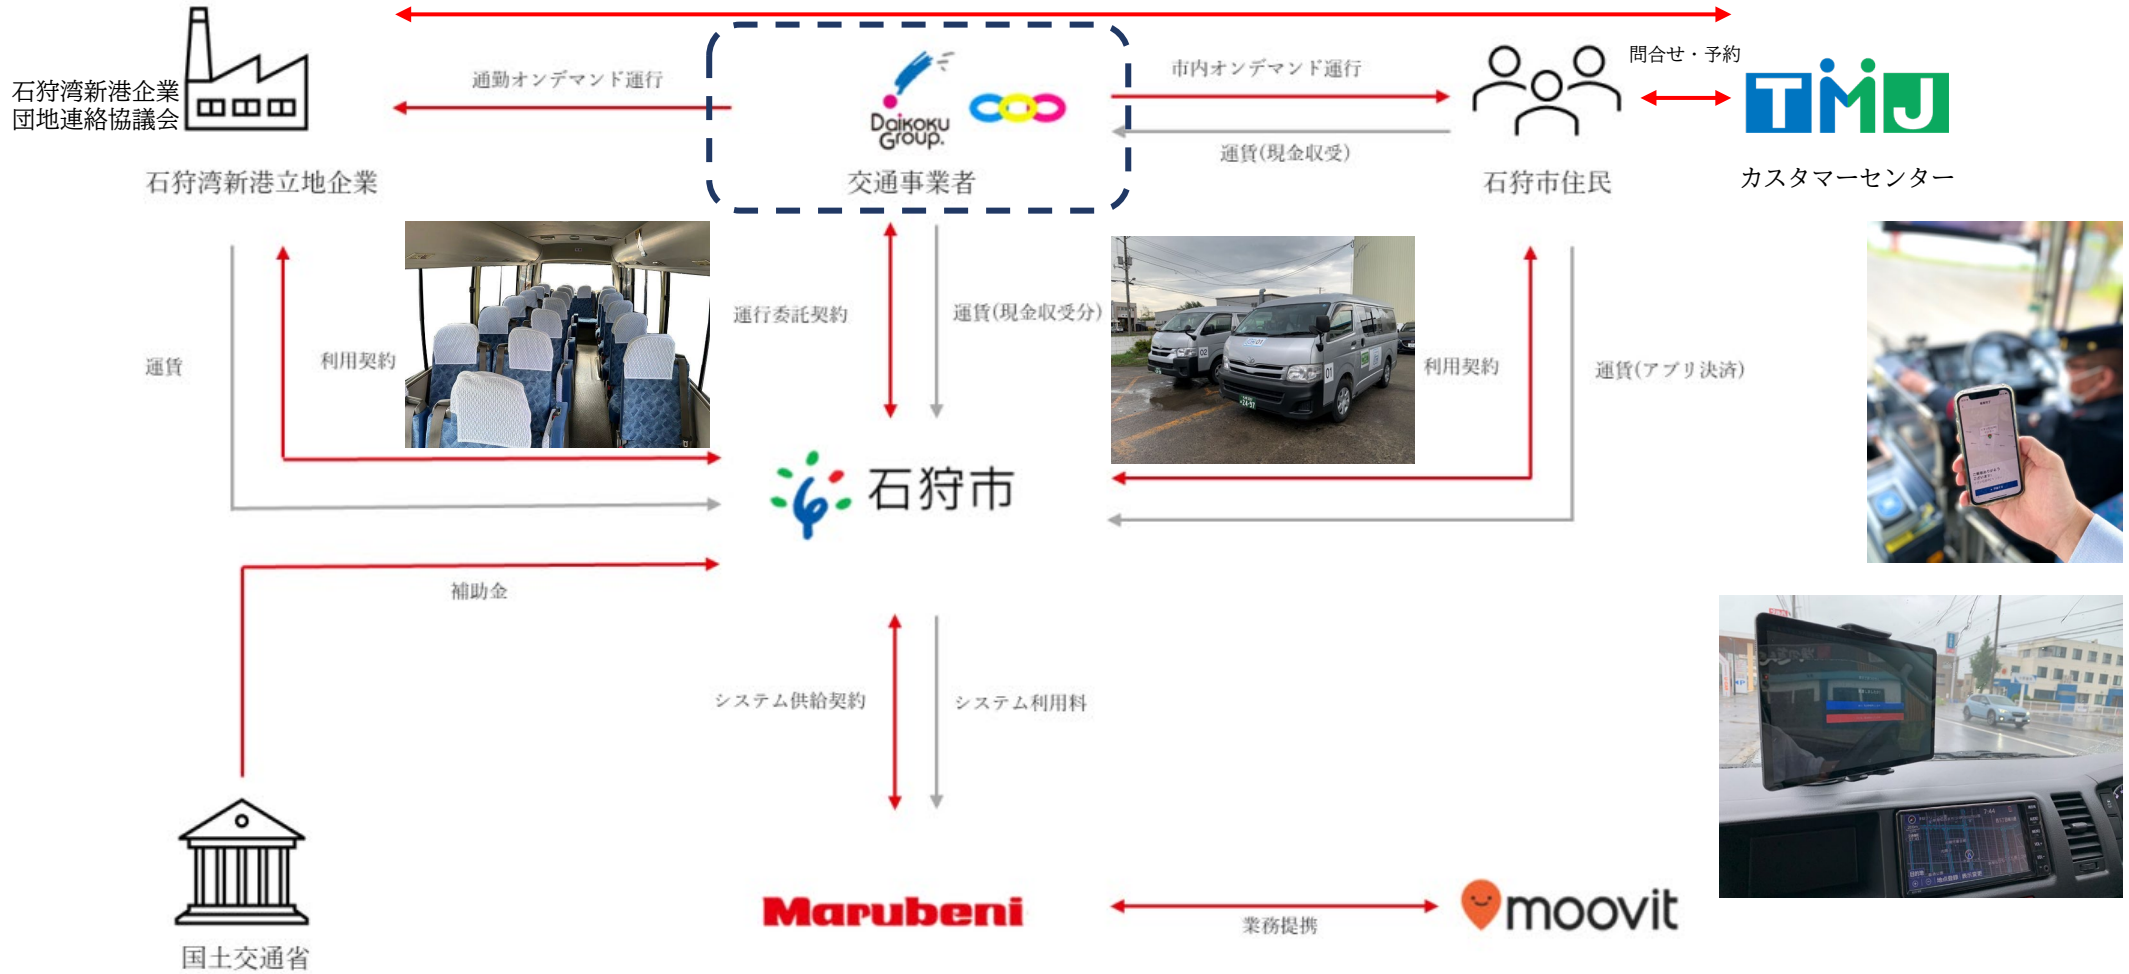 石狩湾新港企業
団地連絡協議会
石狩湾新港立地企業
通勤オンデマンド運行
Daikoku
Group.
交通事業者
市内オンデマンド運行
運賃(現金収受)
石狩市住民
問合せ・予約
TMJ
カスタマーセンター
運賃
利用契約
運行委託契約
運賃(現金収受分)
02
01
利用契約
運賃(アプリ決済)
石狩市
補助金
システム供給契約
システム利用料
7:44
国土交通省
Marubeni
業務提携
moovit